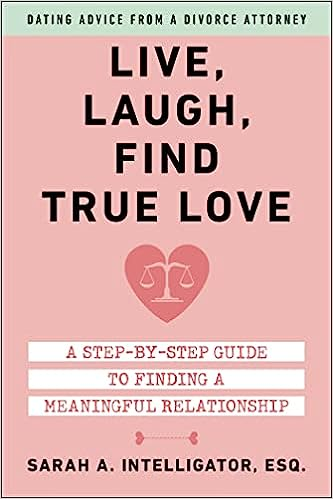 DATING ADVICE FROM A DIVORCE ATTORNEY
LIVE,
LAUGH,
FIND
TRUE LOVE
A STEP-BY-STEP GUIDE
TO FINDING A
MEANINGFUL RELATIONSHIP
SARAH A. INTELLIGATOR, ESQ.